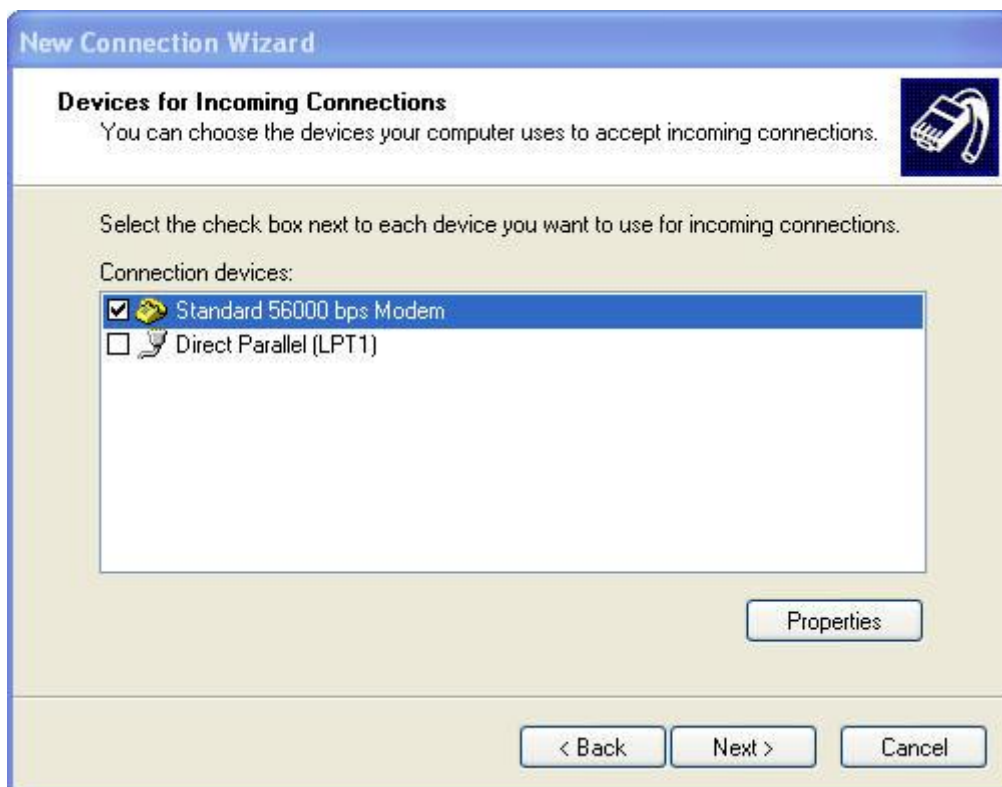 New Connection Wizard
Devices for Incoming Connections
You can choose the devices your computer uses to accept incoming connections.
Select the check box next to each device you want to use for incoming connections.
Connection devices:
Standard 56000 bps Modem
Direct Parallel (LPT1)
Properties
< Back Next > Cancel